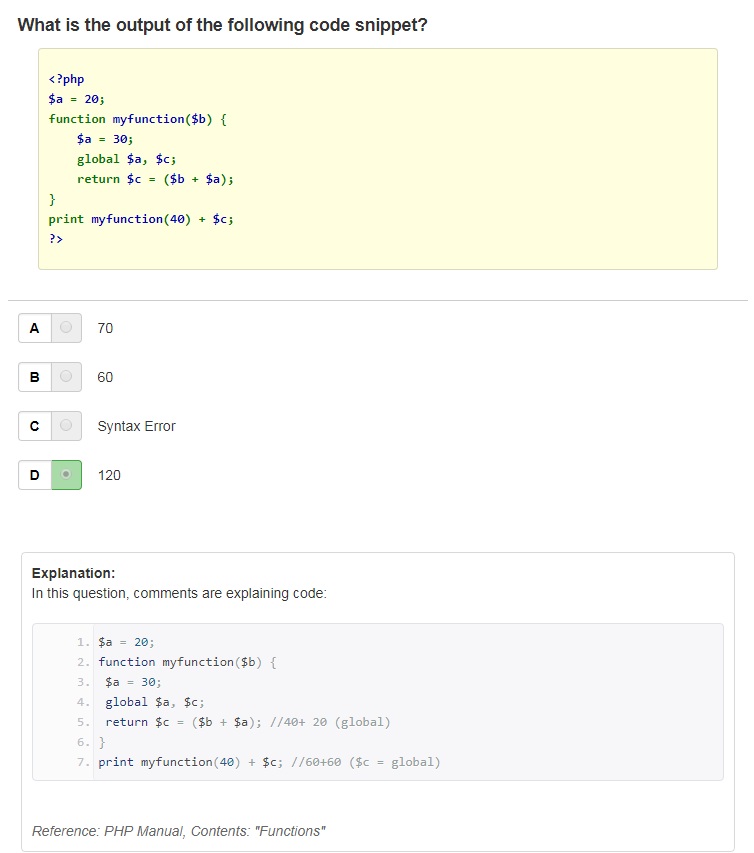 What is the output of the following code snippet?
<?php
$a = 20;
function myfunction($b) {
    $a = 30;
    global $a, $c;
    return $c = ($b + $a);
}
print myfunction(40) + $c;
?>
A 70
B 60
C Syntax Error
D 120
Explanation:
In this question, comments are explaining code:
1. $a = 20;
2. function myfunction($b) {
3.  $a = 30;
4.  global $a, $c;
5.  return $c = ($b + $a); //40+ 20 (global)
6. }
7. print myfunction(40) + $c; //60+60 ($c = global)
Reference: PHP Manual, Contents: "Functions"